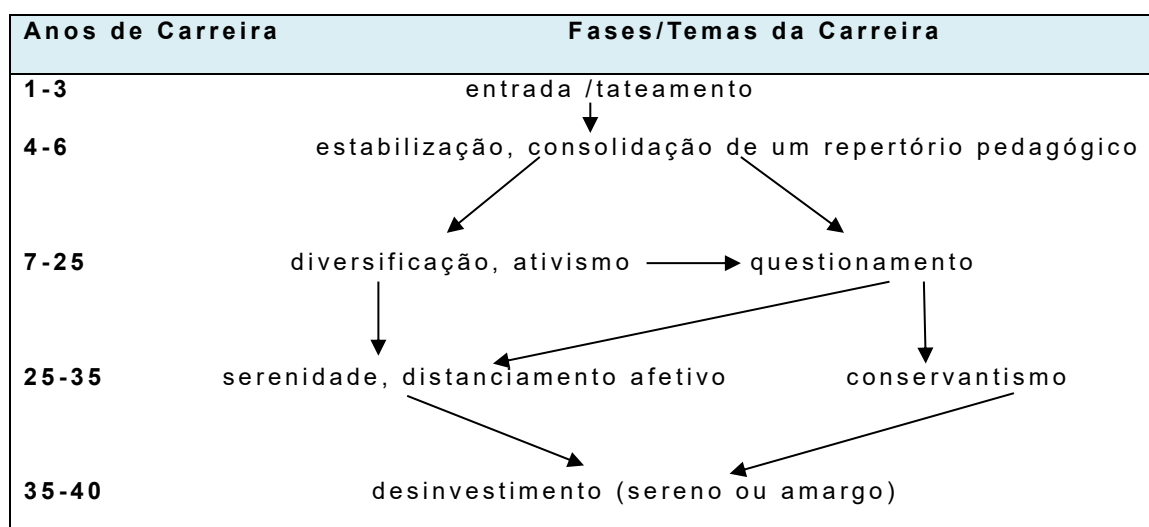 Anos de Carreira Fases/Temas da Carreira
1-3 entrada /tateamento
4-6 estabilização, consolidação de um repertório pedagógico
7-25 diversificação, ativismo questionamento
25-35 serenidade, distanciamento afetivo conservantismo
35-40 desinvestimento (sereno ou amargo)